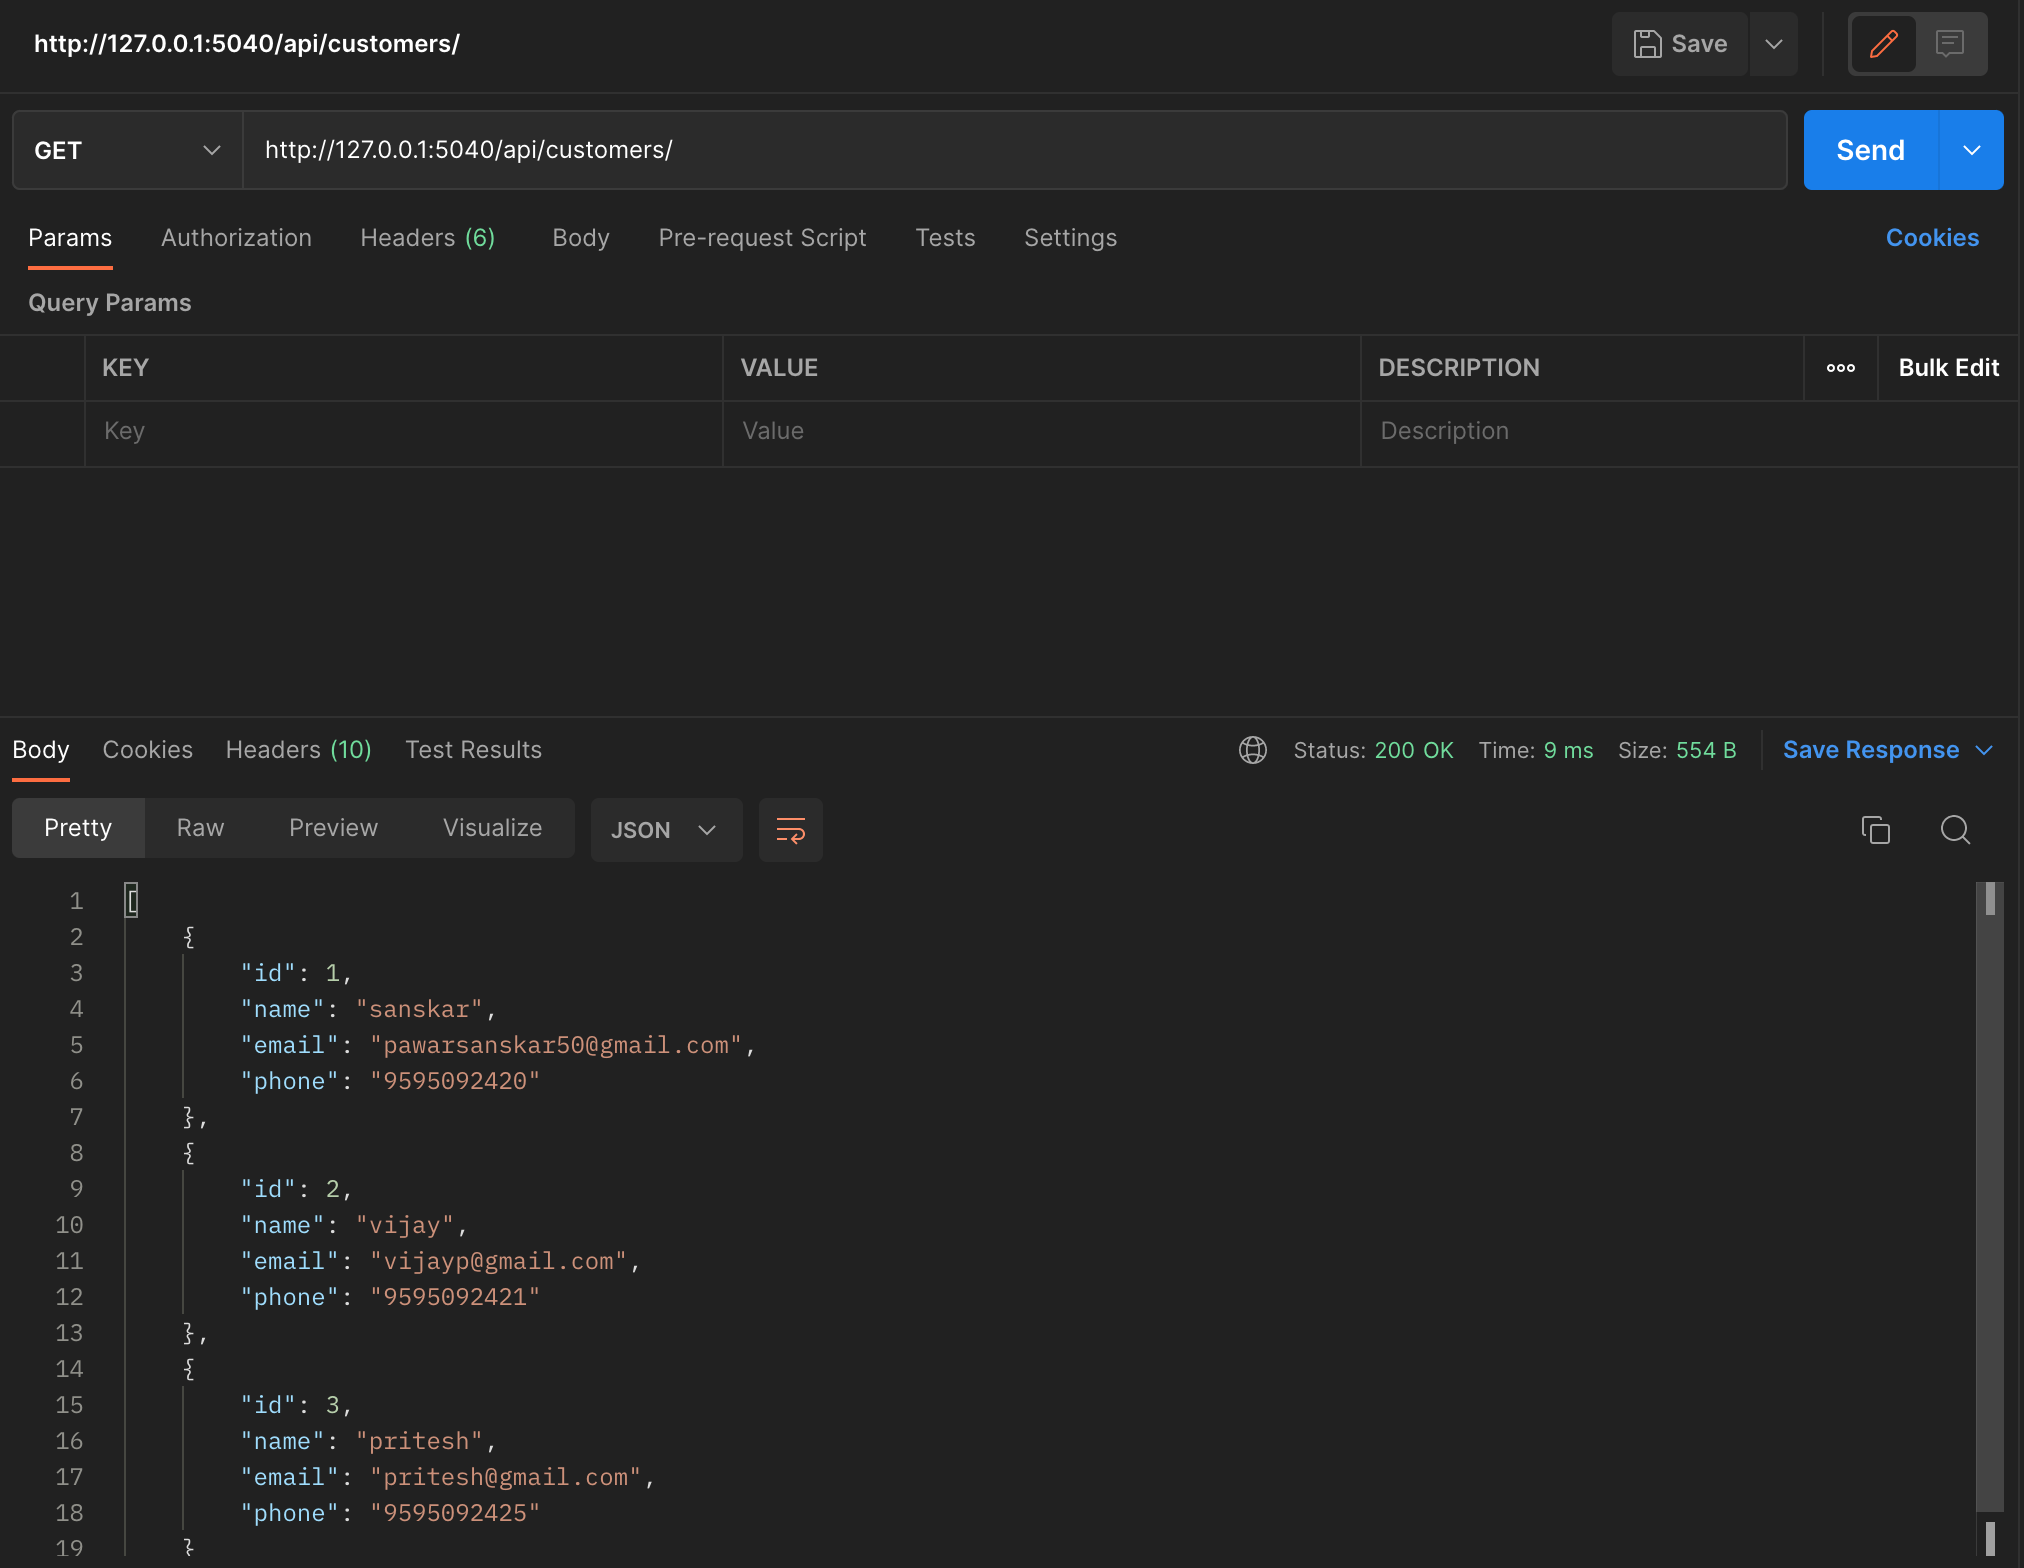 http://127.0.0.1:5040/api/customers/
Save
GET
http://127.0.0.1:5040/api/customers/
Send
Params Authorization Headers (6) Body Pre-request Script Tests Settings Cookies
Query Params
KEY VALUE DESCRIPTION ooo Bulk Edit
Key Value Description
Body Cookies Headers (10) Test Results Status: 200 OK Time: 9 ms Size: 554 B Save Response
Pretty Raw Preview Visualize JSON
1 [
2 {
3 "id": 1,
4 "name": "sanskar",
5 "email": "pawarsanskar50@gmail.com",
6 "phone": "9595092420"
7 },
8 {
9 "id": 2,
10 "name": "vijay",
11 "email": "vijayp@gmail.com",
12 "phone": "9595092421"
13 },
14 {
15 "id": 3,
16 "name": "pritesh",
17 "email": "pritesh@gmail.com",
18 "phone": "9595092425"
19 }